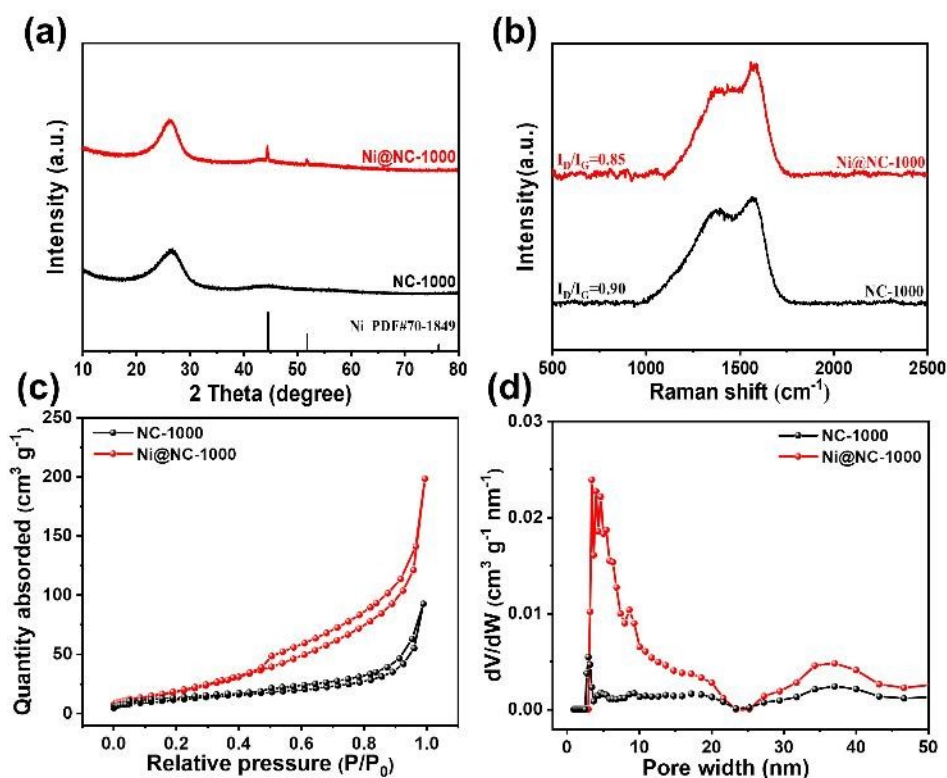 (a)
Intensity (a.u.)
Ni@NC-1000
NC-1000
Ni PDF#70-1849
10 20 30 40 50 60 70 80
2 Theta (degree)
(b)
Intensity (a.u.)
I_D/I_G=0.85
Ni@NC-1000
I_D/I_G=0.90
NC-1000
500 1000 1500 2000 2500
Raman shift (cm⁻¹)
(c)
Quantity absorded (cm³ g⁻¹)
250
200
150
100
50
0
NC-1000
Ni@NC-1000
0.0 0.2 0.4 0.6 0.8 1.0
Relative pressure (P/P₀)
(d)
dV/dW (cm³ g⁻¹ nm⁻¹)
0.03
0.02
0.01
0.00
NC-1000
Ni@NC-1000
0 10 20 30 40 50
Pore width (nm)